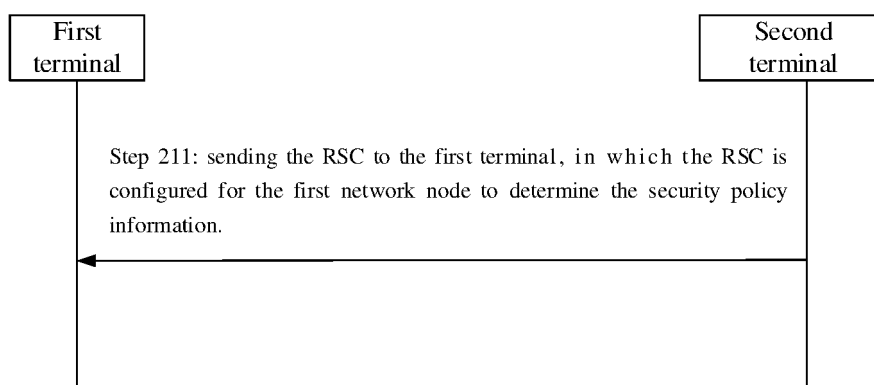 First
terminal
Second
terminal
Step 211: sending the RSC to the first terminal, in which the RSC is
configured for the first network node to determine the security policy
information.